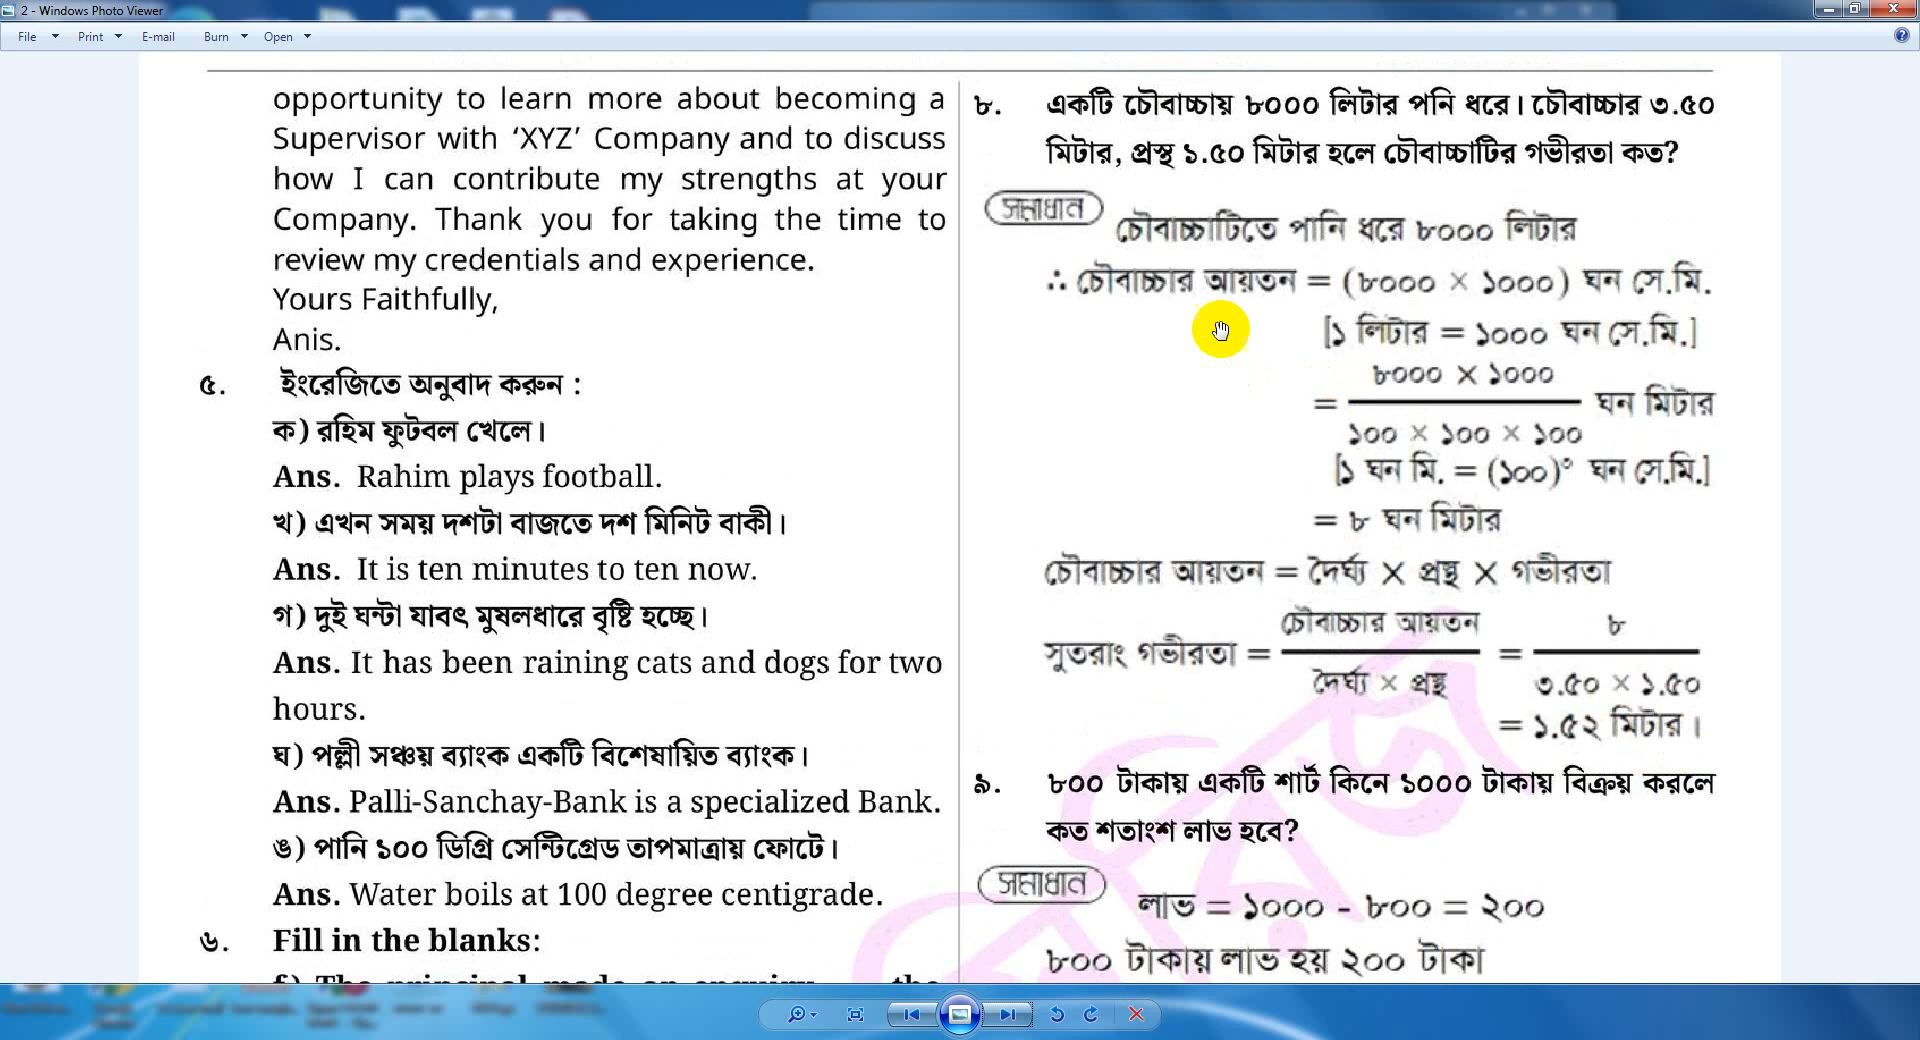 2 - Windows Photo Viewer
File Print E-mail Burn Open
opportunity to learn more about becoming a
Supervisor with ‘XYZ’ Company and to discuss
how I can contribute my strengths at your
Company. Thank you for taking the time to
review my credentials and experience.
Yours Faithfully,
Anis.
৫. ইংরেজিতে অনুবাদ করুন :
ক) রহিম ফুটবল খেলে।
Ans. Rahim plays football.
খ) এখন সময় দশটা বাজতে দশ মিনিট বাকী।
Ans. It is ten minutes to ten now.
গ) দুই ঘন্টা যাবৎ মুষলধারে বৃষ্টি হচ্ছে।
Ans. It has been raining cats and dogs for two
hours.
ঘ) পল্লী সঞ্চয় ব্যাংক একটি বিশেষায়িত ব্যাংক।
Ans. Palli-Sanchay-Bank is a specialized Bank.
ঙ) পানি ১০০ ডিগ্রি সেন্টিগ্রেড তাপমাত্রায় ফোটে।
Ans. Water boils at 100 degree centigrade.
৬. Fill in the blanks:
৮. একটি চৌবাচ্চায় ৮০০০ লিটার পনি ধরে। চৌবাচ্চার ৩.৫০
মিটার, প্রস্থ ১.৫০ মিটার হলে চৌবাচ্চাটির গভীরতা কত?
সমাধান
চৌবাচ্চাটিতে পানি ধরে ৮০০০ লিটার
∴ চৌবাচ্চার আয়তন = (৮০০০ × ১০০০) ঘন সে.মি.
[১ লিটার = ১০০০ ঘন সে.মি.]
৮০০০ × ১০০০
= ঘন মিটার
১০০ × ১০০ × ১০০
[১ ঘন মি. = (১০০)³ ঘন সে.মি.]
= ৮ ঘন মিটার
চৌবাচ্চার আয়তন = দৈর্ঘ্য × প্রস্থ × গভীরতা
চৌবাচ্চার আয়তন ৮
সুতরাং গভীরতা = =
দৈর্ঘ্য × প্রস্থ ৩.৫০ × ১.৫০
= ১.৫২ মিটার।
৯. ৮০০ টাকায় একটি শার্ট কিনে ১০০০ টাকায় বিক্রয় করলে
কত শতাংশ লাভ হবে?
সমাধান
লাভ = ১০০০ - ৮০০ = ২০০
৮০০ টাকায় লাভ হয় ২০০ টাকা